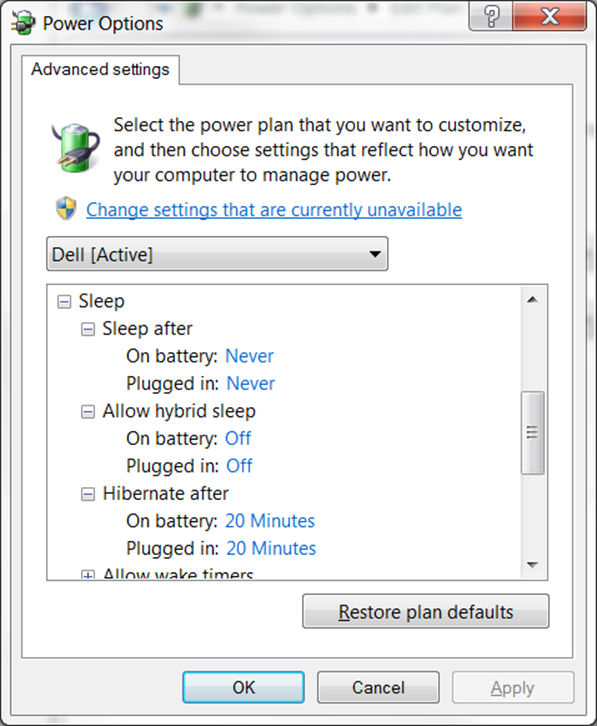 Power Options
Advanced settings
Select the power plan that you want to customize,
and then choose settings that reflect how you want
your computer to manage power.
Change settings that are currently unavailable
Dell [Active]
Sleep
Sleep after
On battery: Never
Plugged in: Never
Allow hybrid sleep
On battery: Off
Plugged in: Off
Hibernate after
On battery: 20 Minutes
Plugged in: 20 Minutes
Allow wake timers
Restore plan defaults
OK Cancel Apply